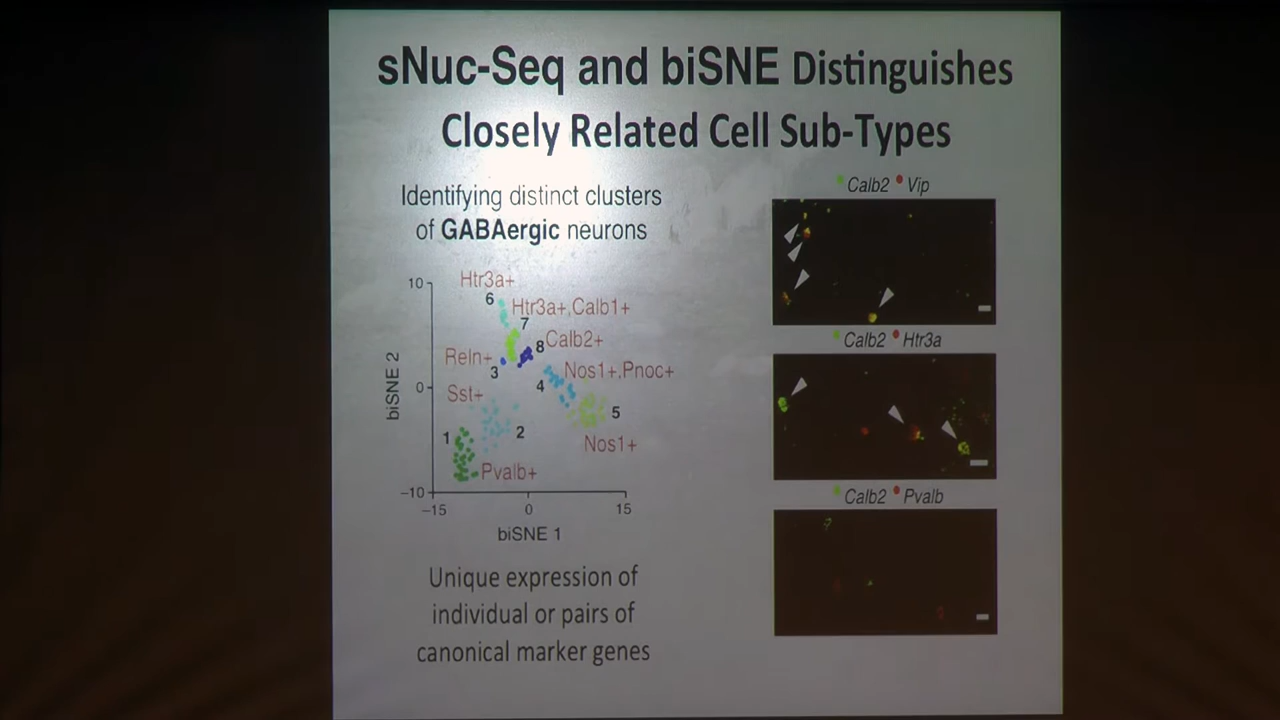 sNuc-Seq and biSNE Distinguishes
Closely Related Cell Sub-Types
Identifying distinct clusters
of GABAergic neurons
10
0
−10
biSNE 2
−15
0
15
biSNE 1
Htr3a+
6
Htr3a+,Calb1+
7
8
Calb2+
Reln+
3
Nos1+,Pnoc+
4
Sst+
5
1
2
Nos1+
Pvalb+
Unique expression of
individual or pairs of
canonical marker genes
Calb2 Vip
Calb2 Htr3a
Calb2 Pvalb